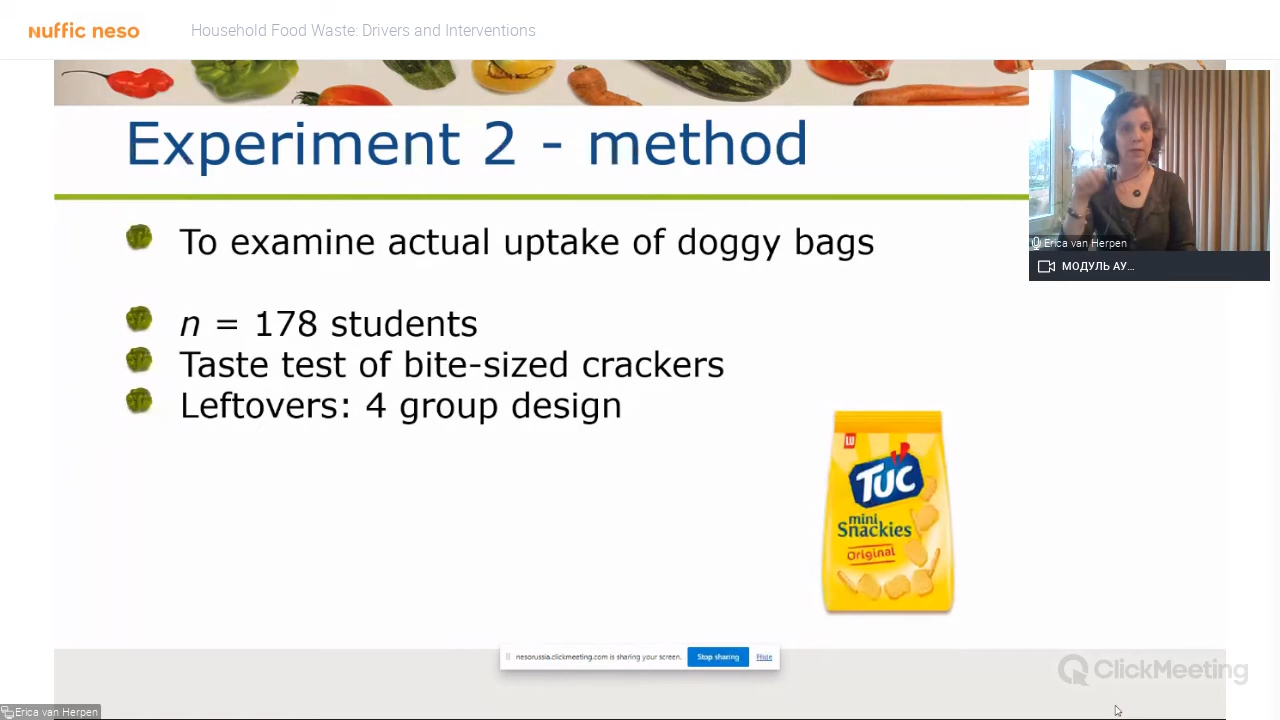 nuffic neso
Household Food Waste: Drivers and Interventions
Experiment 2 - method
To examine actual uptake of doggy bags
n = 178 students
Taste test of bite-sized crackers
Leftovers: 4 group design
LU
TUC
mini
Snackies
Original
Erica van Herpen
МОДУЛЬ АУ...
nesorussia.clickmeeting.com is sharing your screen.
Stop sharing
Hide
ClickMeeting
Erica van Herpen